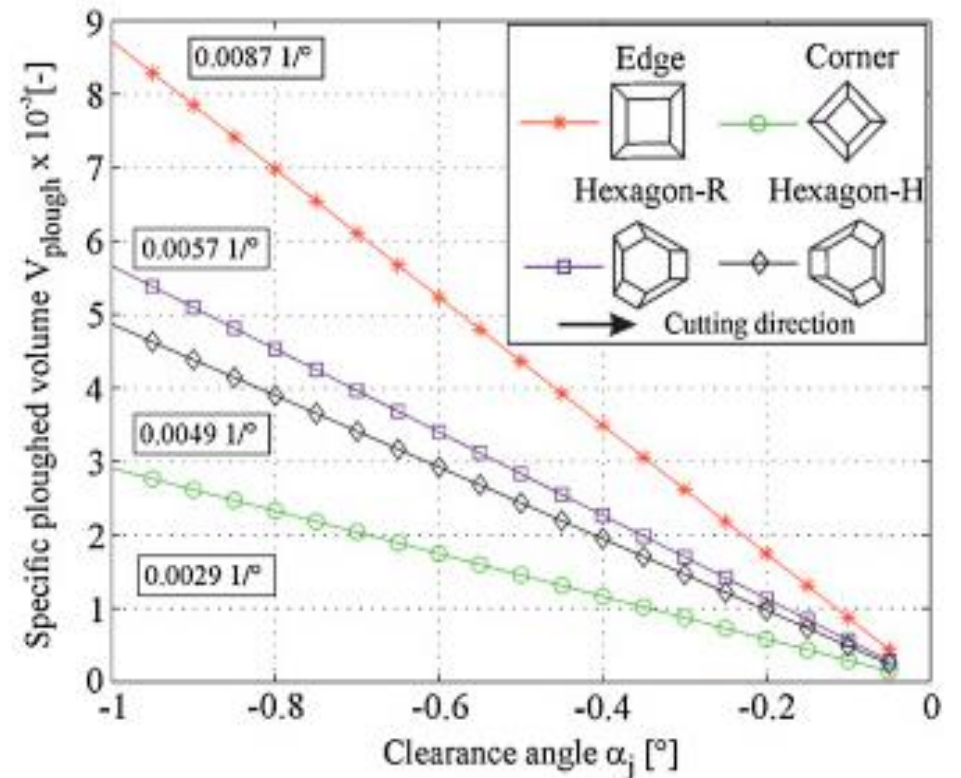 Specific ploughed volume V_plough x 10⁻³[-]
9
8
7
6
5
4
3
2
1
0
0.0087 1/°
0.0057 1/°
0.0049 1/°
0.0029 1/°
Edge Corner
Hexagon-R Hexagon-H
Cutting direction
-1 -0.8 -0.6 -0.4 -0.2 0
Clearance angle α_j [°]